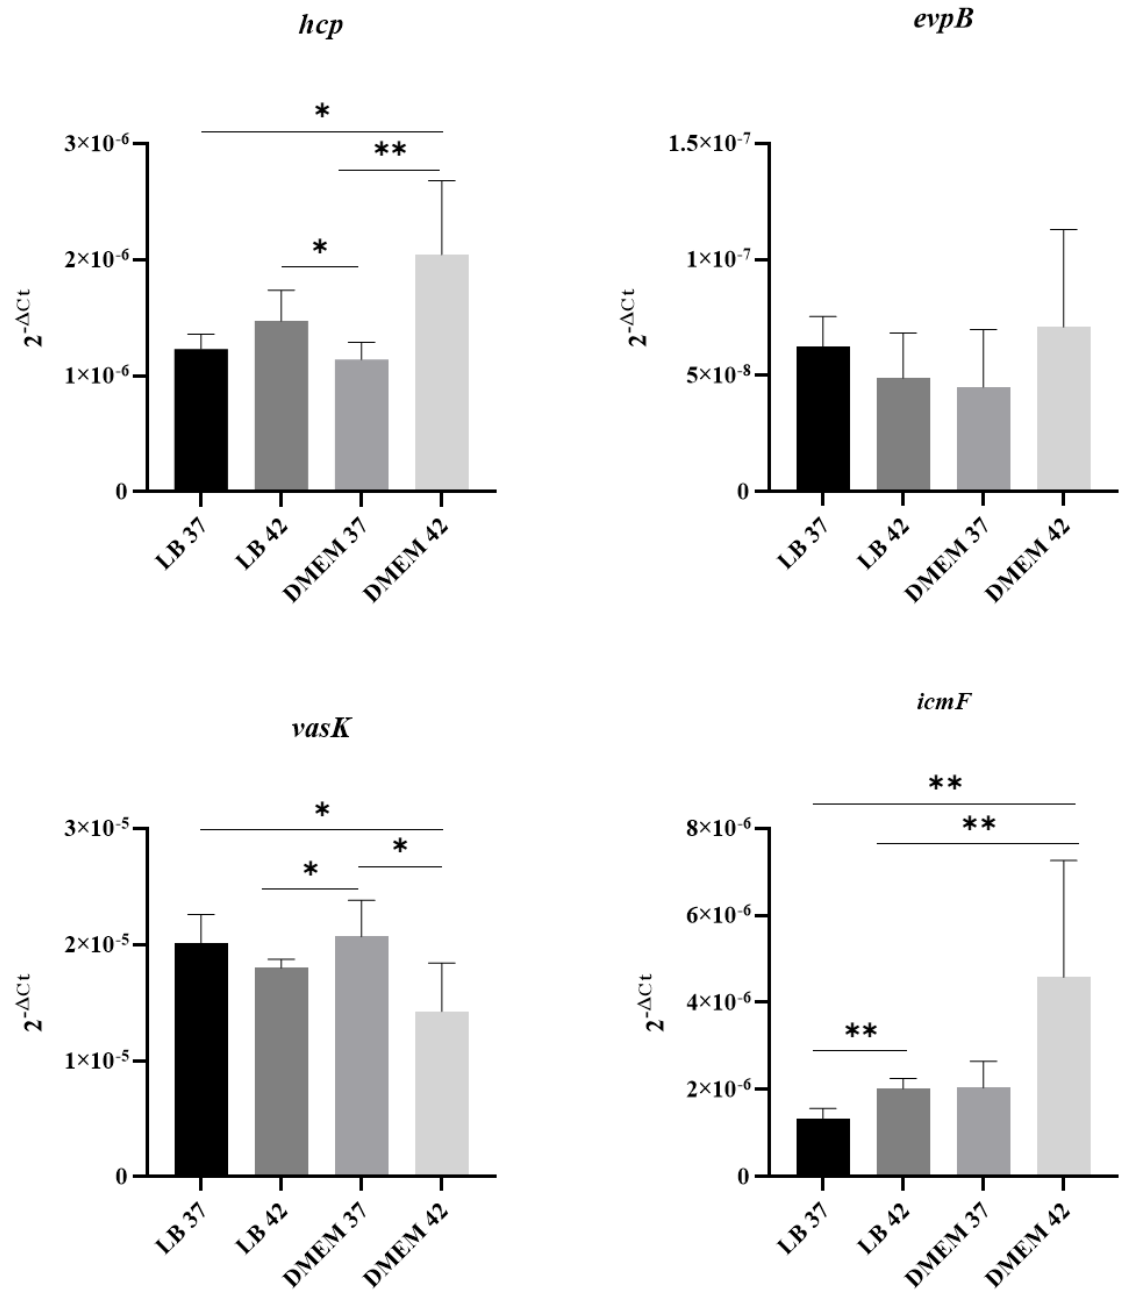 hcp
*
**
*
3×10⁻⁶
2×10⁻⁶
1×10⁻⁶
0
2⁻ΔCt
LB 37
LB 42
DMEM 37
DMEM 42
evpB
1.5×10⁻⁷
1×10⁻⁷
5×10⁻⁸
0
2⁻ΔCt
LB 37
LB 42
DMEM 37
DMEM 42
vasK
*
*
*
3×10⁻⁵
2×10⁻⁵
1×10⁻⁵
0
2⁻ΔCt
LB 37
LB 42
DMEM 37
DMEM 42
icmF
**
**
**
8×10⁻⁶
6×10⁻⁶
4×10⁻⁶
2×10⁻⁶
0
2⁻ΔCt
LB 37
LB 42
DMEM 37
DMEM 42